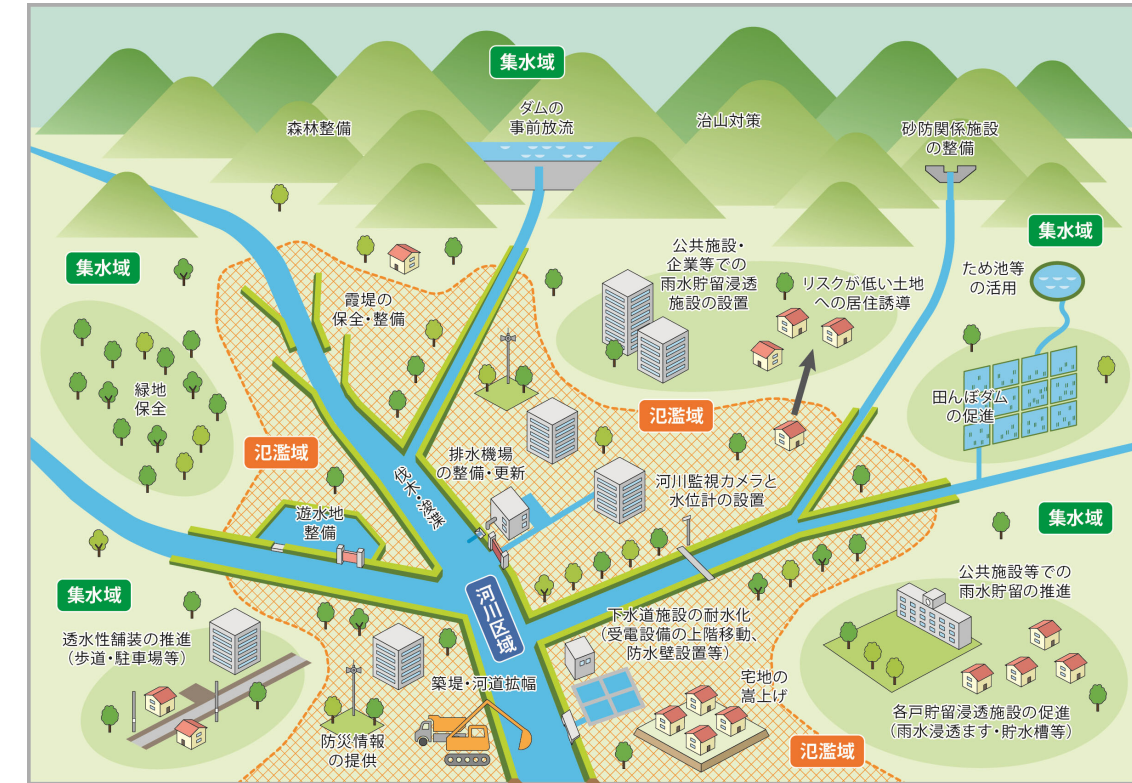 集水域
ダムの
事前放流
森林整備
治山対策
砂防関係施設
の整備
集水域
集水域
公共施設・
企業等での
雨水貯留浸透
施設の設置
リスクが低い土地
への居住誘導
ため池等
の活用
霞堤の
保全・整備
緑地
保全
田んぼダム
の促進
氾濫域
氾濫域
排水機場
の整備・更新
伐木・浚渫
河川監視カメラと
水位計の設置
遊水地
整備
集水域
集水域
河川区域
公共施設等での
雨水貯留の推進
透水性舗装の推進
（歩道・駐車場等）
下水道施設の耐水化
（受電設備の上階移動、
防水壁設置等）
築堤・河道拡幅
宅地の
嵩上げ
各戸貯留浸透施設の促進
（雨水浸透ます・貯水槽等）
防災情報
の提供
氾濫域